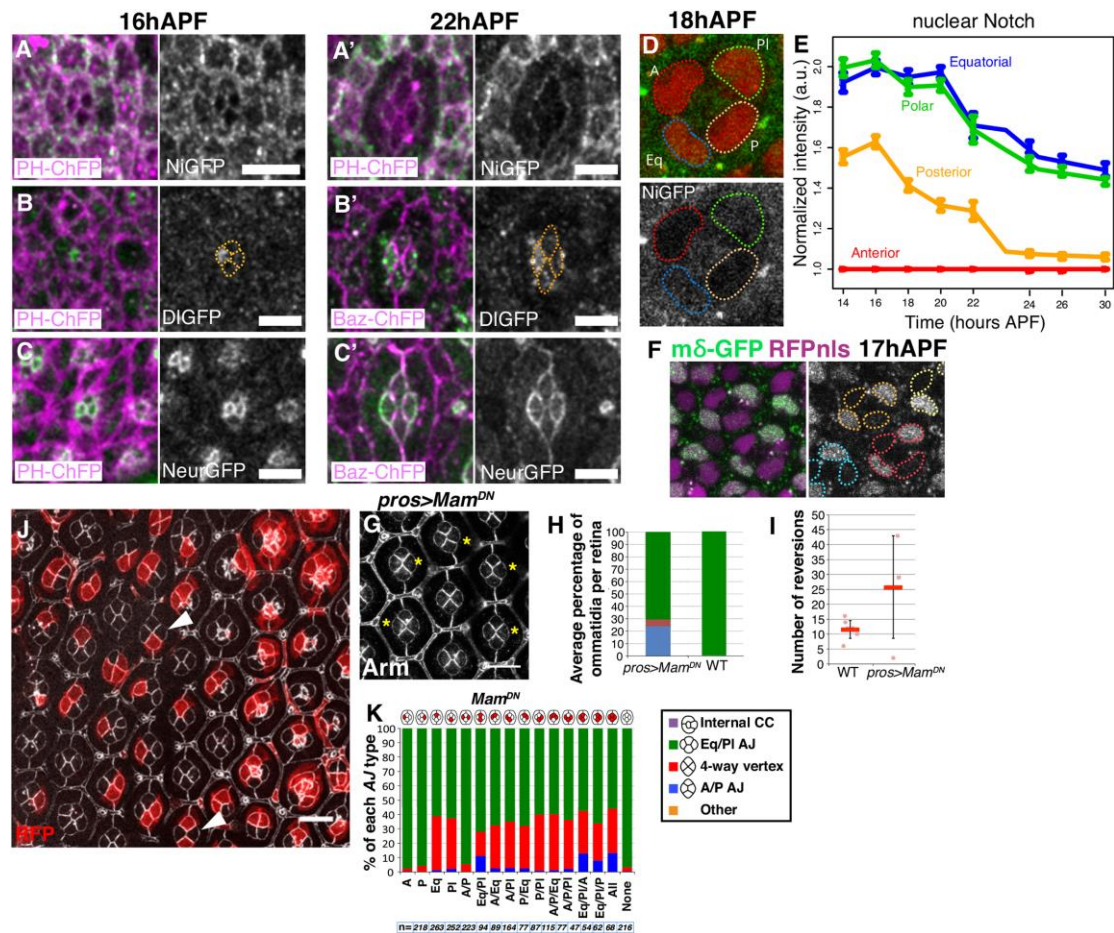 16hAPF
22hAPF
18hAPF
nuclear Notch
A
PH-ChFP
NiGFP
A'
PH-ChFP
NiGFP
D
A
Pl
Eq
P
NiGFP
E
Normalized intensity (a.u.)
2.0
1.8
1.6
1.4
1.2
1.0
Equatorial
Polar
Posterior
Anterior
14 16 18 20 22 24 26 30
Time (hours APF)
B
PH-ChFP
DlGFP
B'
Baz-ChFP
DlGFP
C
PH-ChFP
NeurGFP
C'
Baz-ChFP
NeurGFP
F mδ-GFP RFPnls 17hAPF
J
RFP
pros>Mam^DN
G
* * * * *
Arm
H
Average percentage of
ommatidia per retina
100
90
80
70
60
50
40
30
20
10
0
pros>Mam^DN WT
I
Number of reversions
50
45
40
35
30
25
20
15
10
5
0
WT pros>Mam^DN
K
Mam^DN
% of each AJ type
100
90
80
70
60
50
40
30
20
10
0
A P Eq Pl A/P Eq/Pl A/Eq A/Pl P/Eq P/Pl A/P/Eq A/P/Pl Eq/Pl/A Eq/Pl/P All None
n= 218 263 252 223 94 89 164 77 87 115 77 47 54 62 68 216
Internal CC
Eq/Pl AJ
4-way vertex
A/P AJ
Other